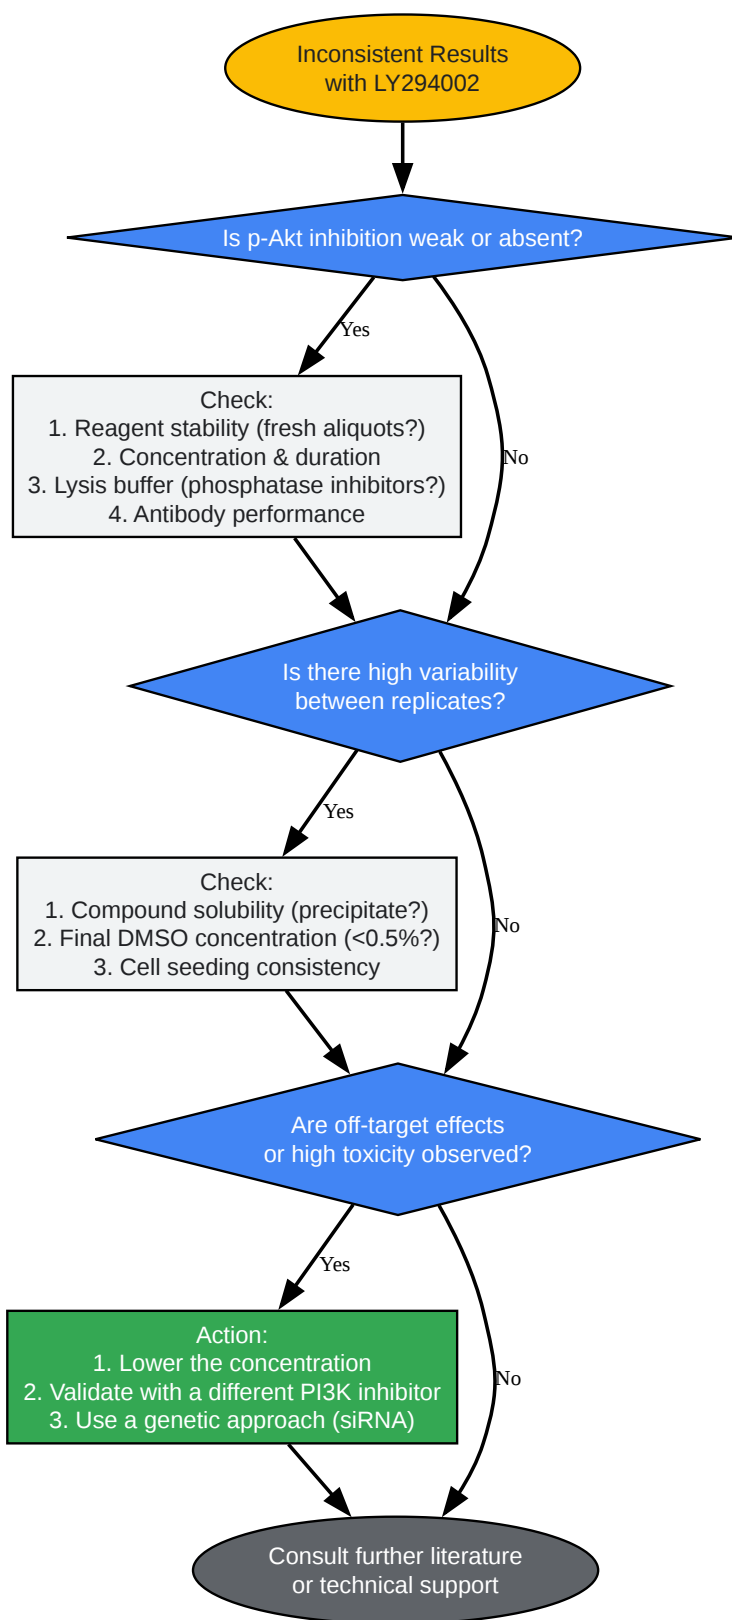 Inconsistent Results
with LY294002
Is p-Akt inhibition weak or absent?
Yes
No
Check:
1. Reagent stability (fresh aliquots?)
2. Concentration & duration
3. Lysis buffer (phosphatase inhibitors?)
4. Antibody performance
Is there high variability
between replicates?
Yes
No
Check:
1. Compound solubility (precipitate?)
2. Final DMSO concentration (<0.5%?)
3. Cell seeding consistency
Are off-target effects
or high toxicity observed?
Yes
No
Action:
1. Lower the concentration
2. Validate with a different PI3K inhibitor
3. Use a genetic approach (siRNA)
Consult further literature
or technical support